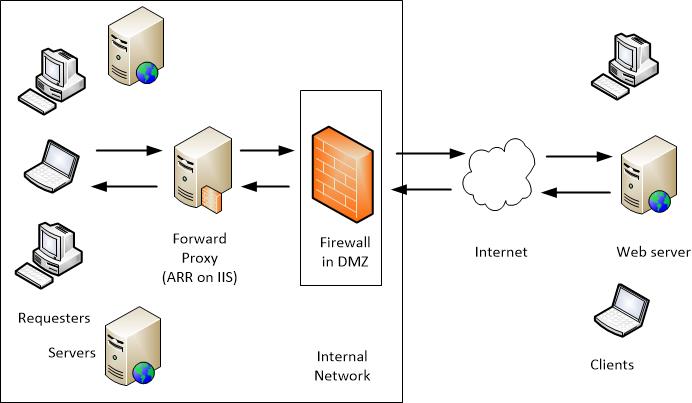 Forward
Proxy
(ARR on IIS)
Firewall
in DMZ
Internet
Web server
Requesters
Servers
Internal
Network
Clients